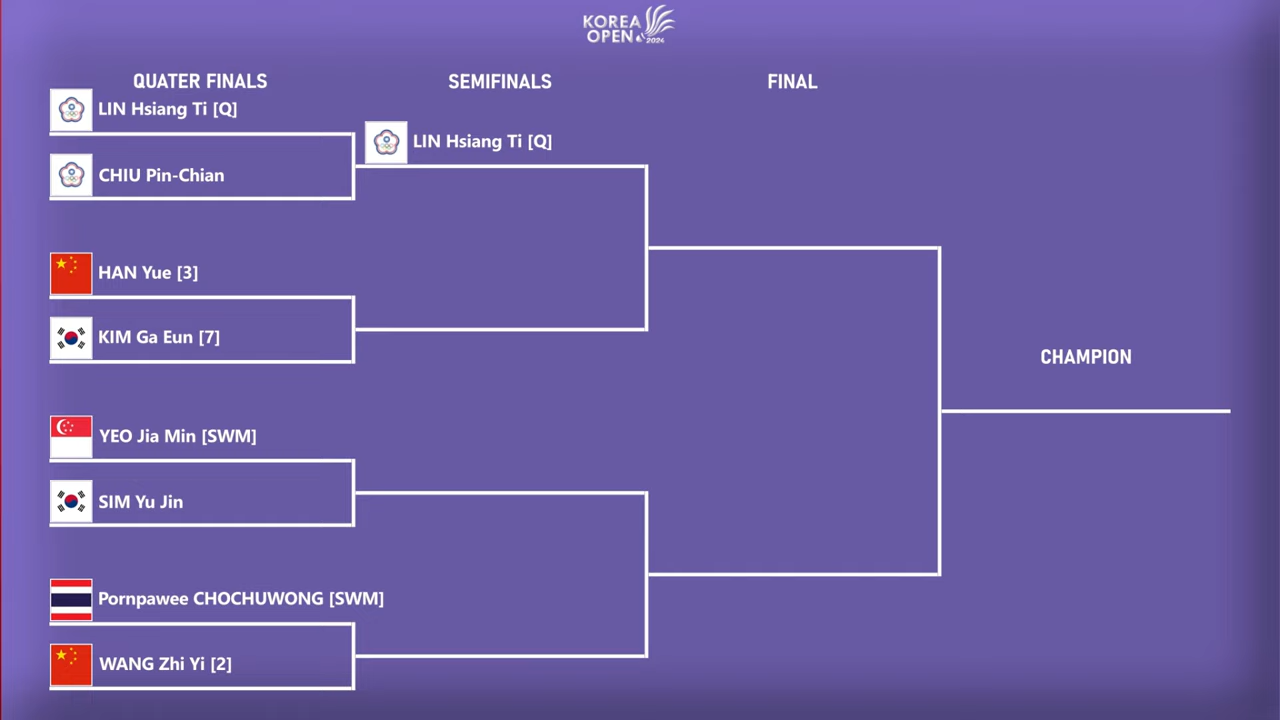 KOREA
OPEN 2024
QUATER FINALS
SEMIFINALS
FINAL
LIN Hsiang Ti [Q]
LIN Hsiang Ti [Q]
CHIU Pin-Chian
HAN Yue [3]
KIM Ga Eun [7]
CHAMPION
YEO Jia Min [SWM]
SIM Yu Jin
Pornpawee CHOCHUWONG [SWM]
WANG Zhi Yi [2]